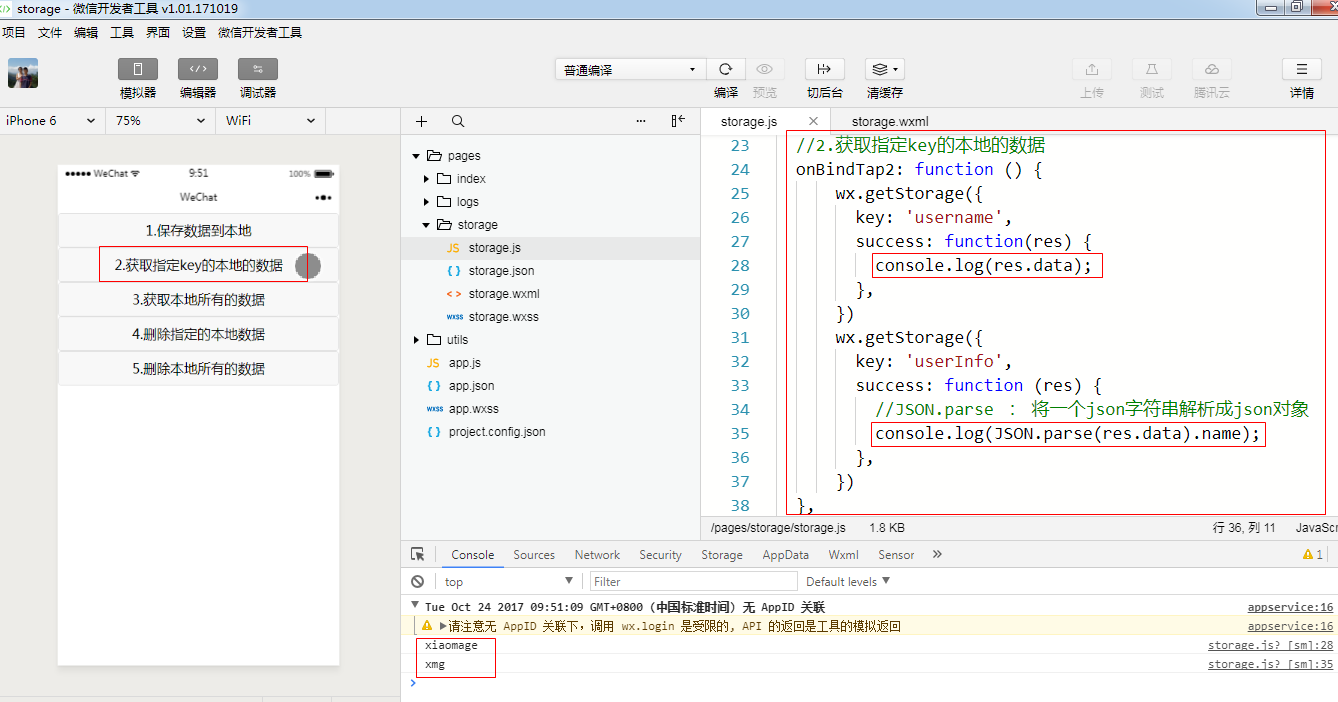 storage - 微信开发者工具 v1.01.171019
项目 文件 编辑 工具 界面 设置 微信开发者工具
模拟器 编辑器 调试器
普通编译
编译 预览 切后台 清缓存 上传 测试 腾讯云 详情
iPhone 6 75% WiFi
WeChat 9:51 100%
WeChat
1.保存数据到本地
2.获取指定key的本地的数据
3.获取本地所有的数据
4.删除指定的本地数据
5.删除本地所有的数据
pages
index
logs
storage
JS storage.js
{ } storage.json
< > storage.wxml
wxss storage.wxss
utils
JS app.js
{ } app.json
wxss app.wxss
{ } project.config.json
storage.js storage.wxml
23 //2.获取指定key的本地的数据
24 onBindTap2: function () {
25 wx.getStorage({
26 key: 'username',
27 success: function(res) {
28 console.log(res.data);
29 },
30 })
31 wx.getStorage({
32 key: 'userInfo',
33 success: function (res) {
34 //JSON.parse : 将一个json字符串解析成json对象
35 console.log(JSON.parse(res.data).name);
36 },
37 })
38 },
/pages/storage/storage.js 1.8 KB 行 36, 列 11 JavaScr
Console Sources Network Security Storage AppData Wxml Sensor 1
top Filter Default levels
Tue Oct 24 2017 09:51:09 GMT+0800 (中国标准时间) 无 AppID 关联 appservice:16
请注意无 AppID 关联下，调用 wx.login 是受限的, API 的返回是工具的模拟返回 appservice:16
xiaomage storage.js? [sm]:28
xmg storage.js? [sm]:35